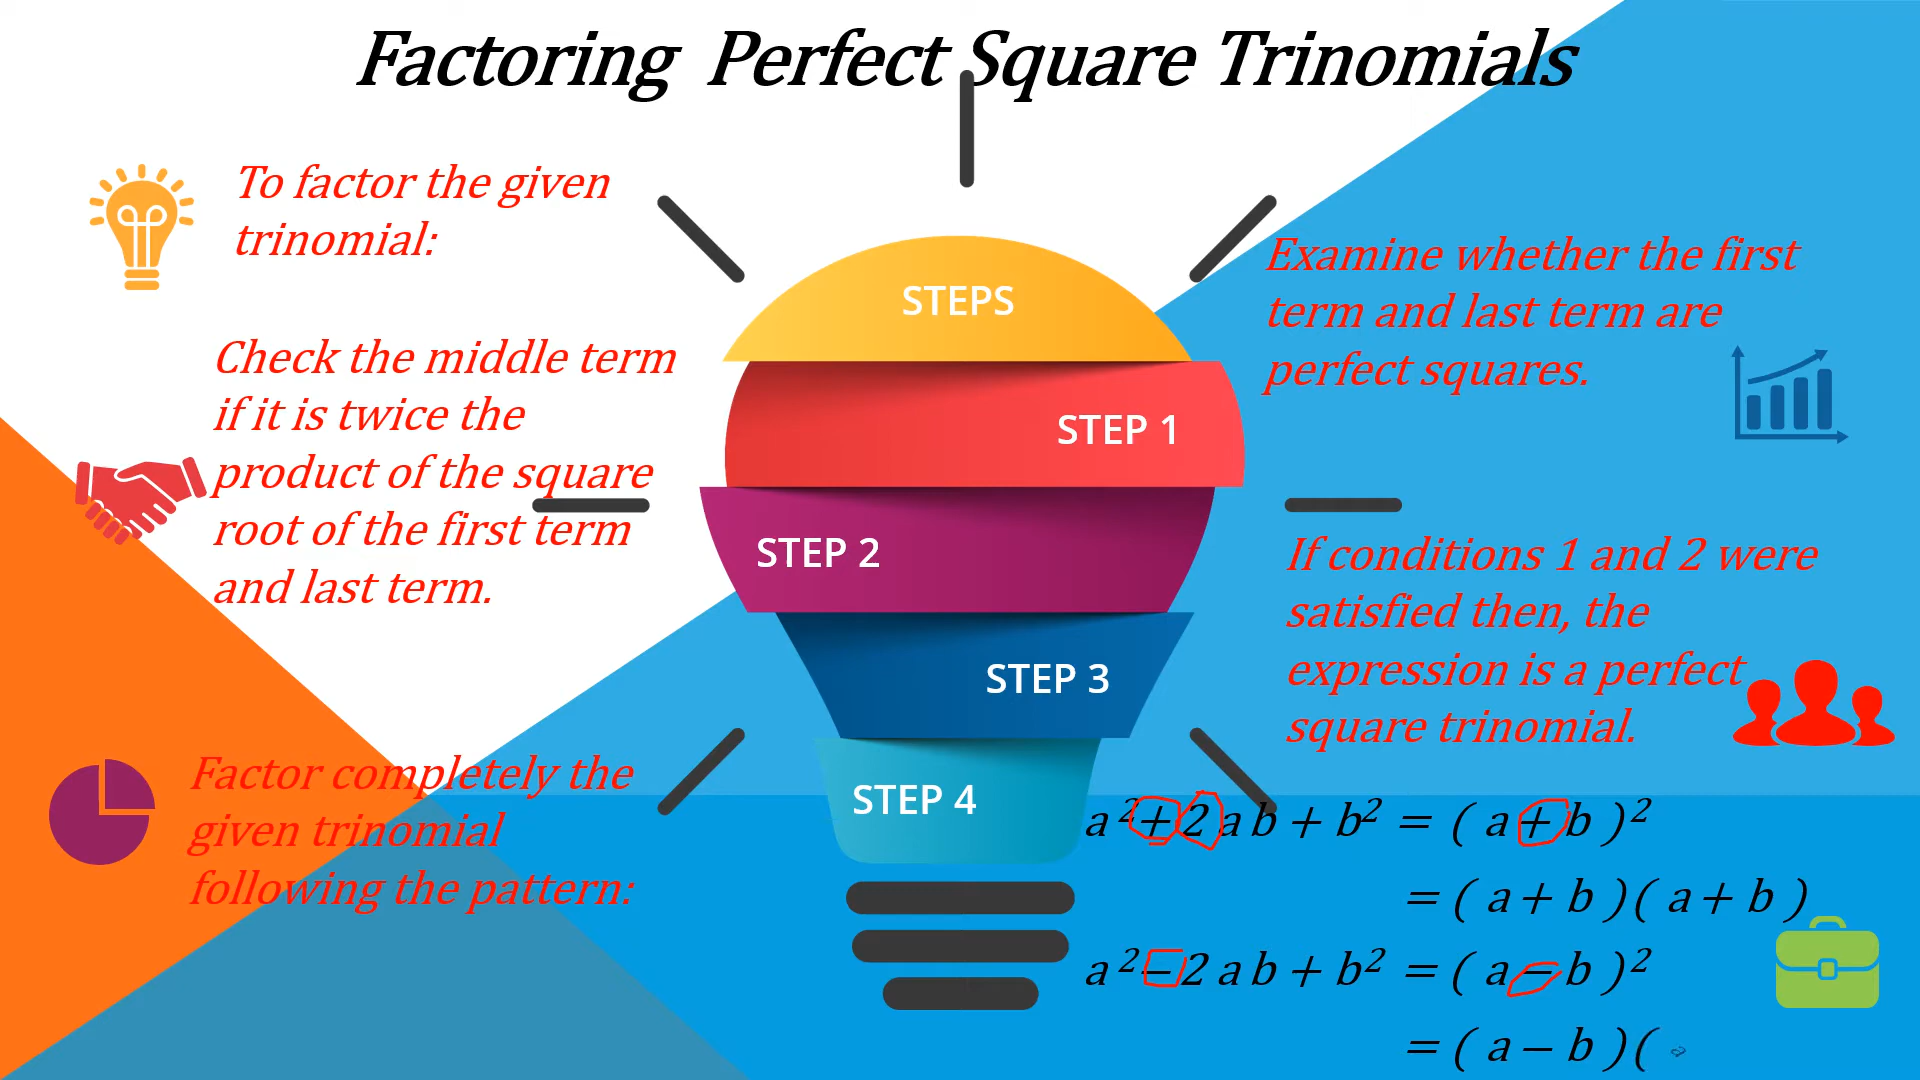 Factoring Perfect Square Trinomials
To factor the given
trinomial:
STEPS
STEP 1
Examine whether the first
term and last term are
perfect squares.
Check the middle term
if it is twice the
product of the square
root of the first term
and last term.
STEP 2
STEP 3
If conditions 1 and 2 were
satisfied then, the
expression is a perfect
square trinomial.
Factor completely the
given trinomial
following the pattern:
STEP 4
a² + 2ab + b² = (a + b)²
= (a + b)(a + b)
a² − 2ab + b² = (a − b)²
= (a − b)(